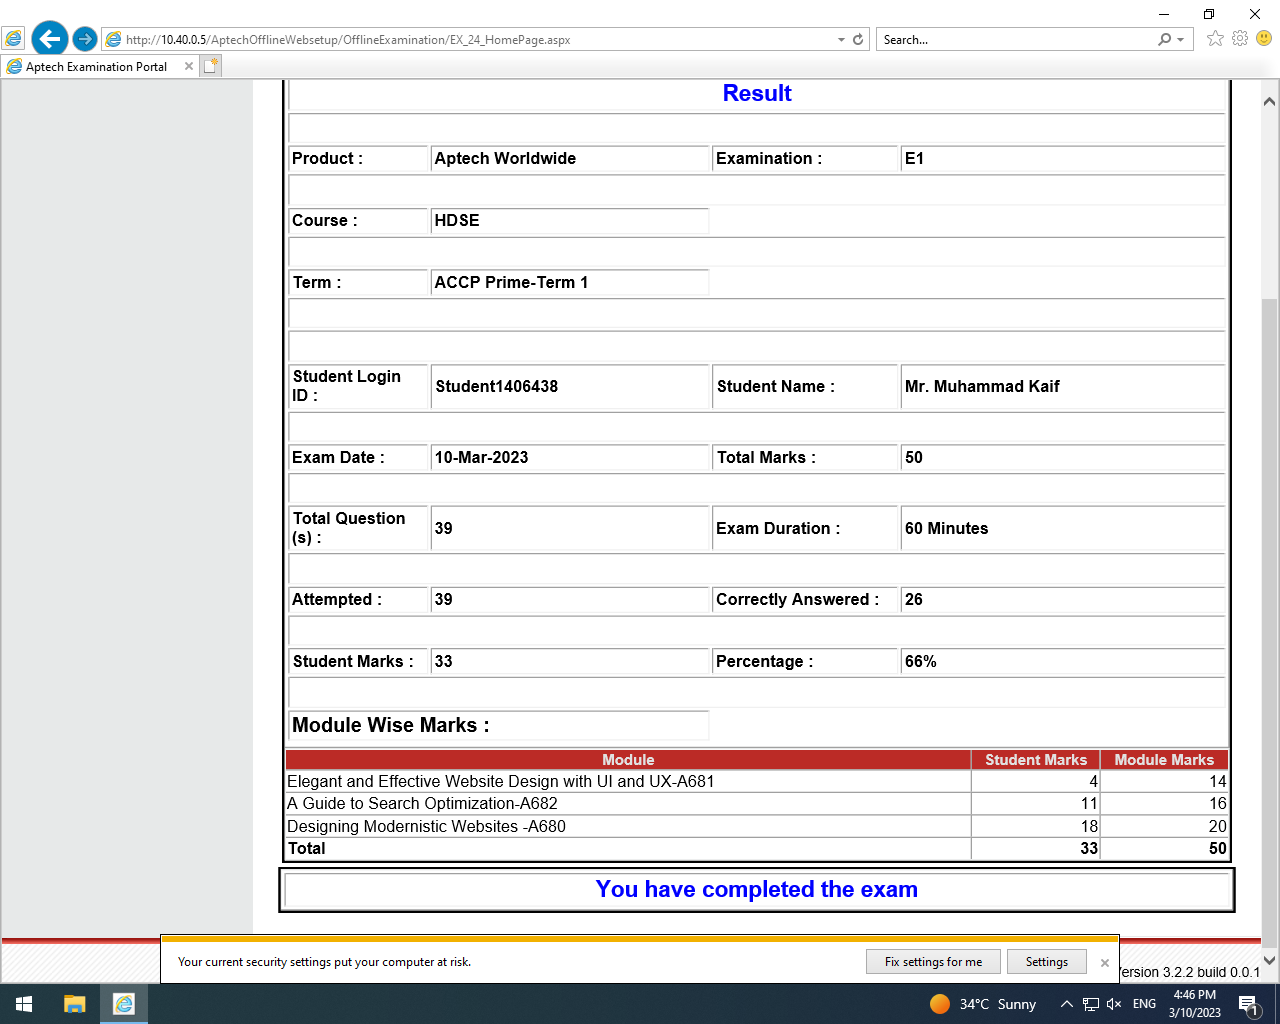 http://10.40.0.5/AptechOfflineWebsetup/OfflineExamination/EX_24_HomePage.aspx
Search...
Aptech Examination Portal
Result
Product : Aptech Worldwide Examination : E1
Course : HDSE
Term : ACCP Prime-Term 1
Student Login ID : Student1406438 Student Name : Mr. Muhammad Kaif
Exam Date : 10-Mar-2023 Total Marks : 50
Total Question (s) : 39 Exam Duration : 60 Minutes
Attempted : 39 Correctly Answered : 26
Student Marks : 33 Percentage : 66%
Module Wise Marks :
Module Student Marks Module Marks
Elegant and Effective Website Design with UI and UX-A681 4 14
A Guide to Search Optimization-A682 11 16
Designing Modernistic Websites -A680 18 20
Total 33 50
You have completed the exam
Your current security settings put your computer at risk. Fix settings for me Settings
ersion 3.2.2 build 0.0.1
34°C Sunny ENG 4:46 PM
3/10/2023 1